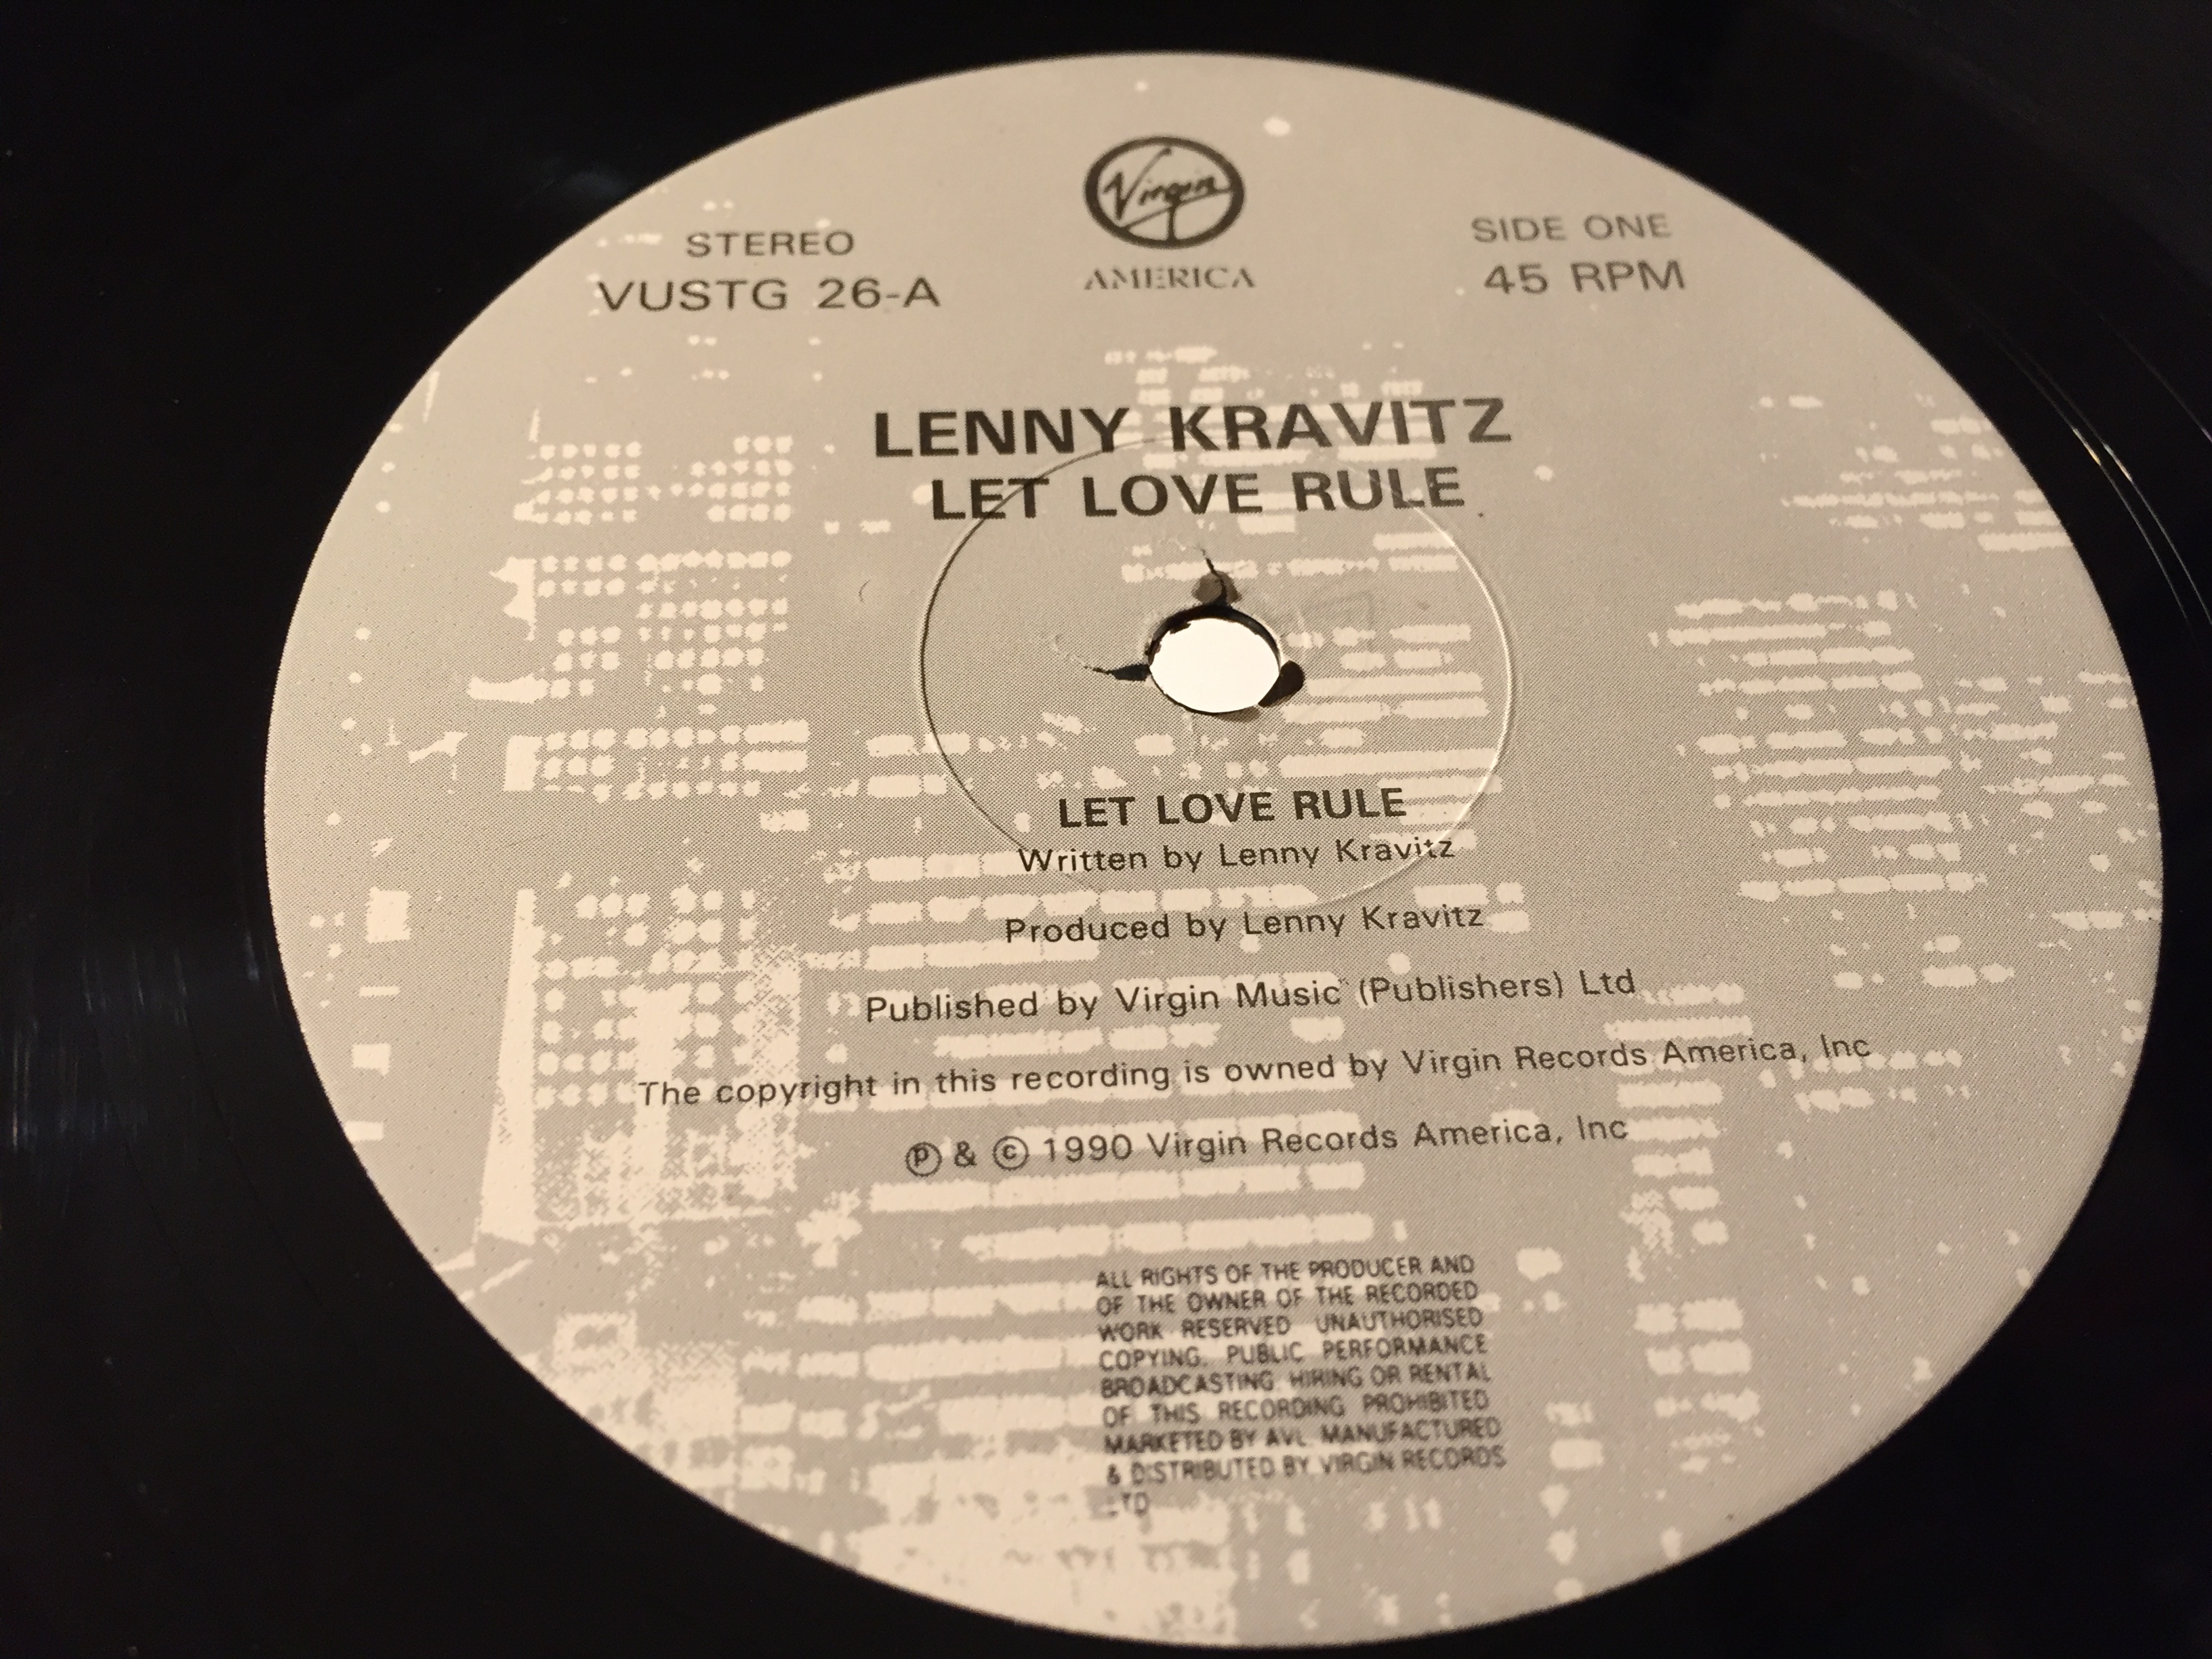 Virgin
AMERICA
STEREO
VUSTG 26-A
SIDE ONE
45 RPM
LENNY KRAVITZ
LET LOVE RULE
LET LOVE RULE
Written by Lenny Kravitz
Produced by Lenny Kravitz
Published by Virgin Music (Publishers) Ltd
The copyright in this recording is owned by Virgin Records America, Inc
℗ & © 1990 Virgin Records America, Inc
ALL RIGHTS OF THE PRODUCER AND
OF THE OWNER OF THE RECORDED
WORK RESERVED UNAUTHORISED
COPYING, PUBLIC PERFORMANCE
BROADCASTING, HIRING OR RENTAL
OF THIS RECORDING PROHIBITED
MARKETED BY AVL MANUFACTURED
& DISTRIBUTED BY VIRGIN RECORDS
LTD